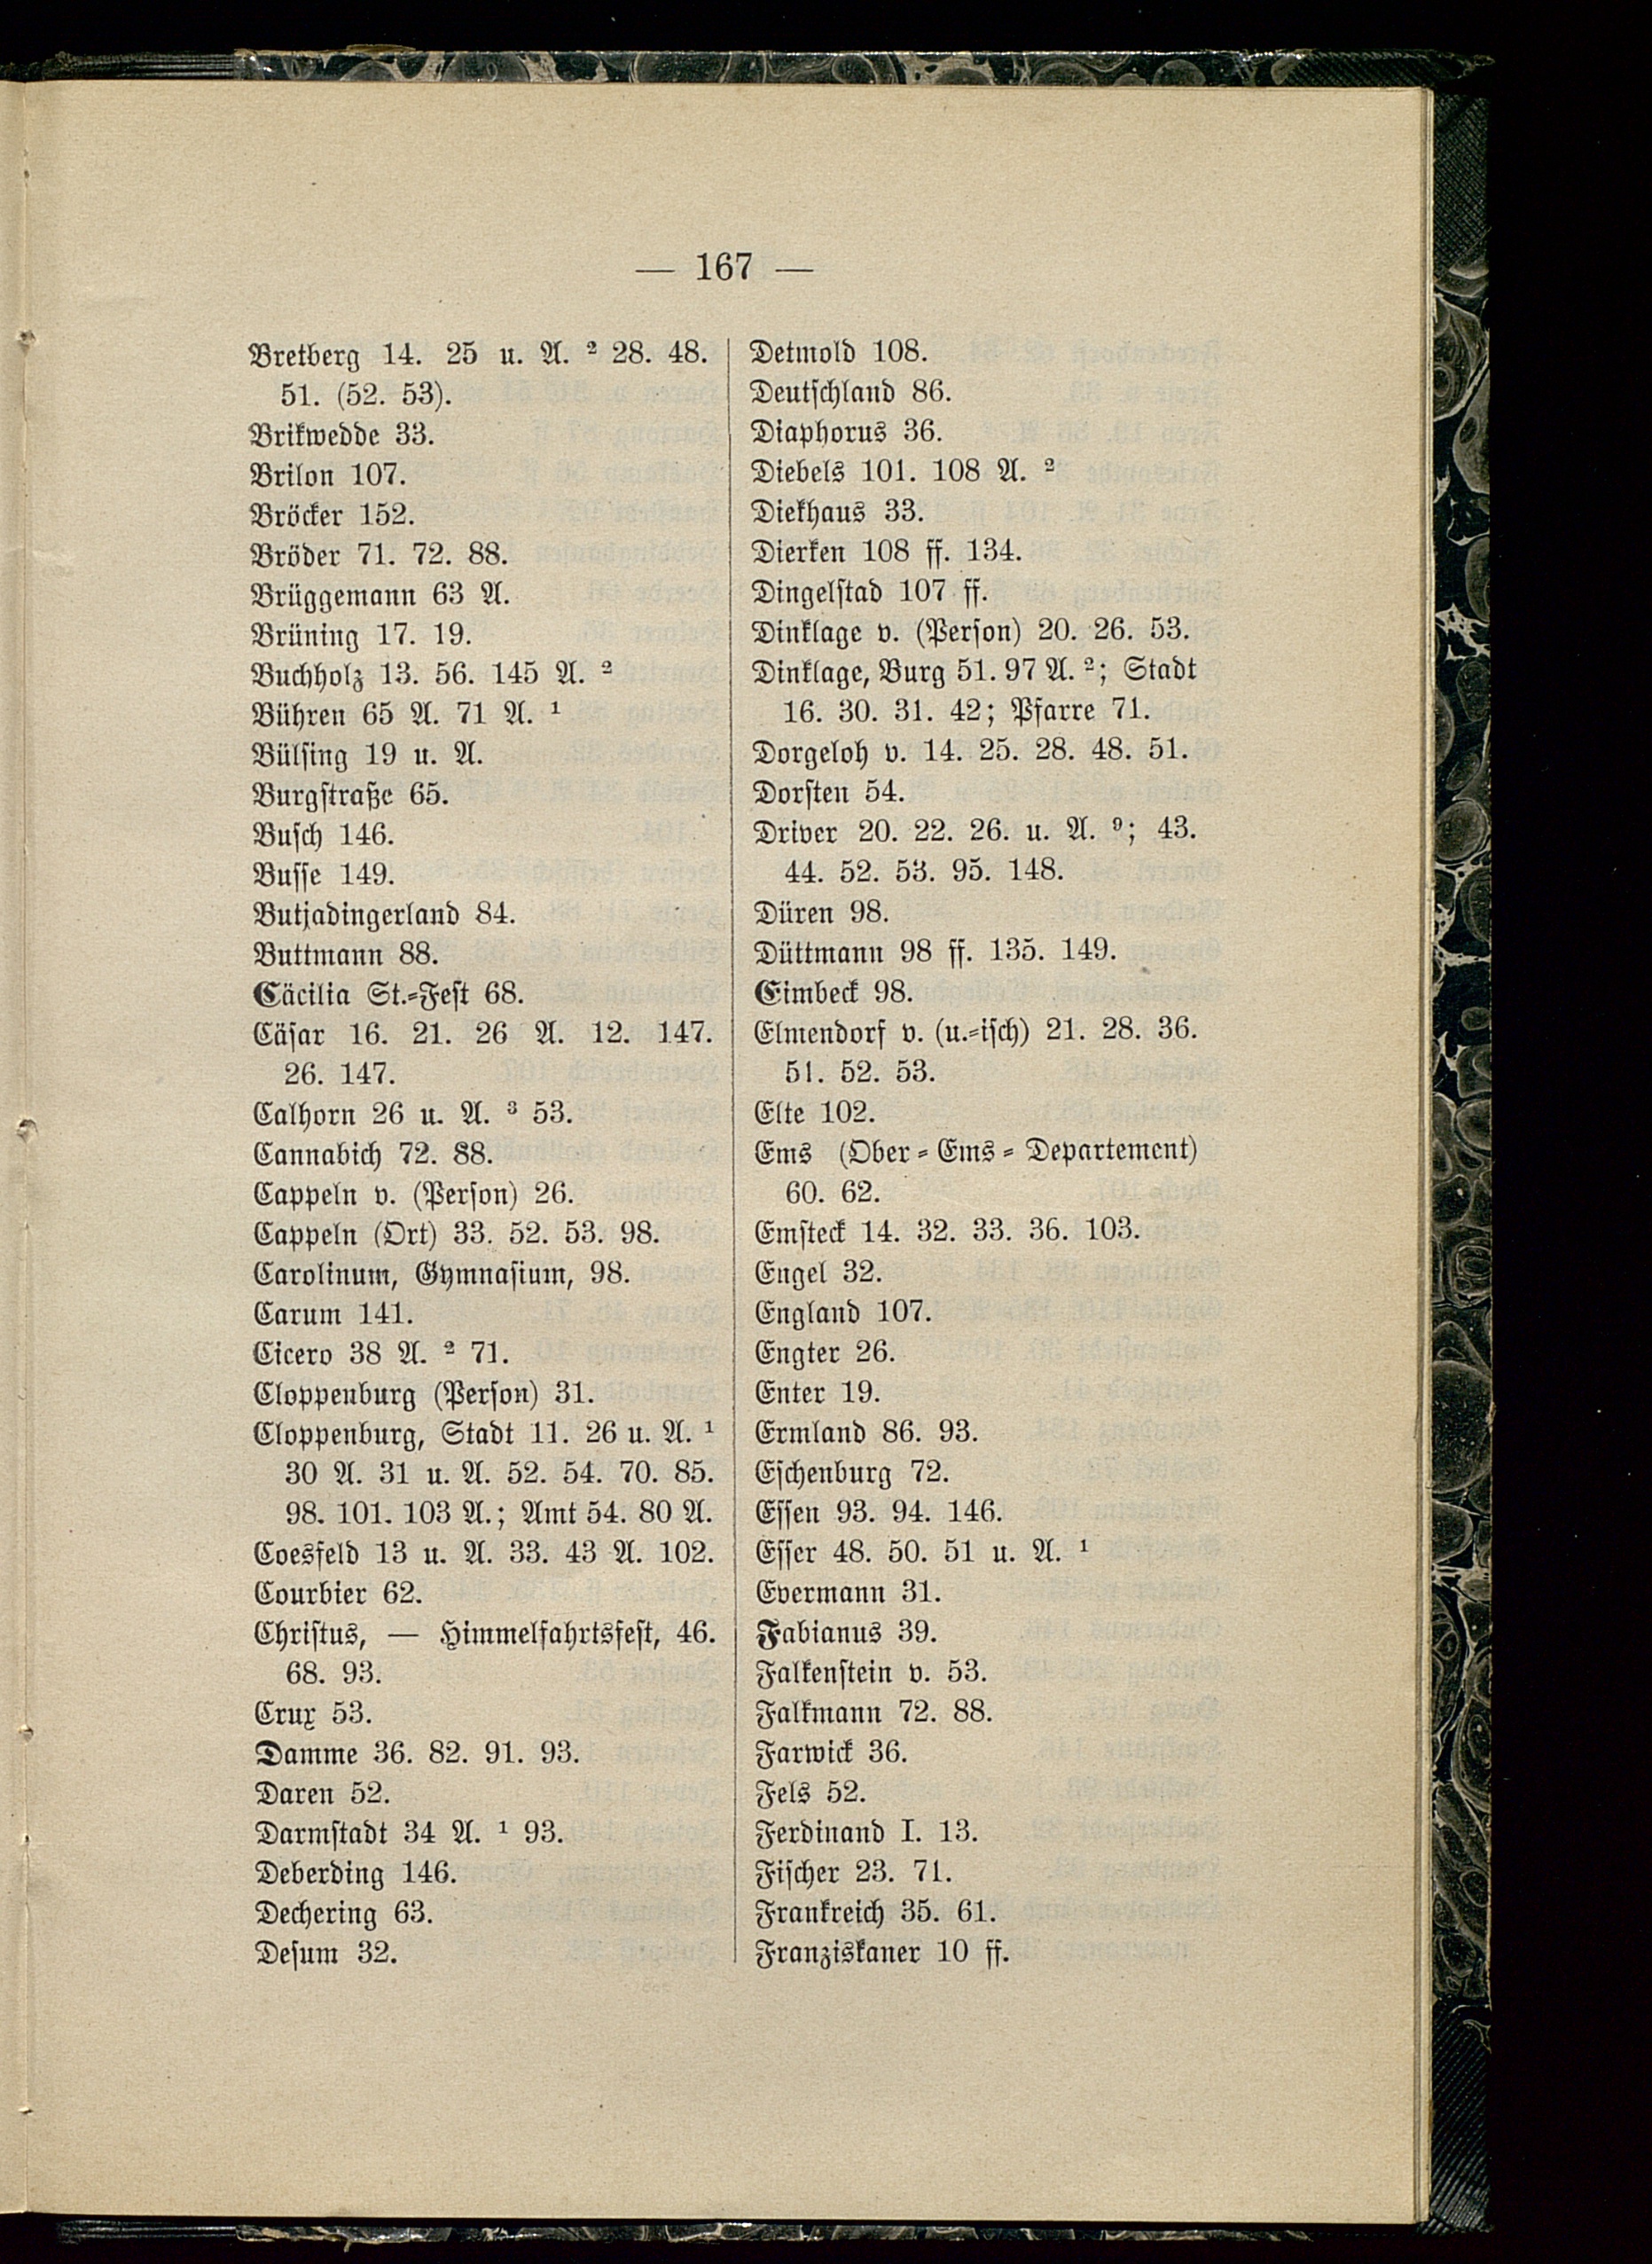 — 167 —
Bretberg 14. 25 u. A. ² 28. 48.
51. (52. 53).
Brikwedde 33.
Brilon 107.
Bröcker 152.
Bröder 71. 72. 88.
Brüggemann 63 A.
Brüning 17. 19.
Buchholz 13. 56. 145 A. ²
Bühren 65 A. 71 A. ¹
Bülsing 19 u. A.
Burgstraße 65.
Busch 146.
Busse 149.
Butjadingerland 84.
Buttmann 88.
Cäcilia St.-Fest 68.
Cäsar 16. 21. 26 A. 12. 147.
26. 147.
Calhorn 26 u. A. ³ 53.
Cannabich 72. 88.
Cappeln v. (Person) 26.
Cappeln (Ort) 33. 52. 53. 98.
Carolinum, Gymnasium, 98.
Carum 141.
Cicero 38 A. ² 71.
Cloppenburg (Person) 31.
Cloppenburg, Stadt 11. 26 u. A. ¹
30 A. 31 u. A. 52. 54. 70. 85.
98. 101. 103 A.; Amt 54. 80 A.
Coesfeld 13 u. A. 33. 43 A. 102.
Courbier 62.
Christus, — Himmelfahrtsfest, 46.
68. 93.
Crux 53.
Damme 36. 82. 91. 93.
Daren 52.
Darmstadt 34 A. ¹ 93.
Deberding 146.
Dechering 63.
Desum 32.
Detmold 108.
Deutschland 86.
Diaphorus 36.
Diebels 101. 108 A. ²
Diekhaus 33.
Dierken 108 ff. 134.
Dingelstad 107 ff.
Dinklage v. (Person) 20. 26. 53.
Dinklage, Burg 51. 97 A. ²; Stadt
16. 30. 31. 42; Pfarre 71.
Dorgeloh v. 14. 25. 28. 48. 51.
Dorsten 54.
Driver 20. 22. 26. u. A. ⁹; 43.
44. 52. 53. 95. 148.
Düren 98.
Düttmann 98 ff. 135. 149.
Eimbeck 98.
Elmendorf v. (u.-isch) 21. 28. 36.
51. 52. 53.
Elte 102.
Ems (Ober-Ems-Departement)
60. 62.
Emsteck 14. 32. 33. 36. 103.
Engel 32.
England 107.
Engter 26.
Enter 19.
Ermland 86. 93.
Eschenburg 72.
Essen 93. 94. 146.
Esser 48. 50. 51 u. A. ¹
Evermann 31.
Fabianus 39.
Falkenstein v. 53.
Falkmann 72. 88.
Farwick 36.
Fels 52.
Ferdinand I. 13.
Fischer 23. 71.
Frankreich 35. 61.
Franziskaner 10 ff.